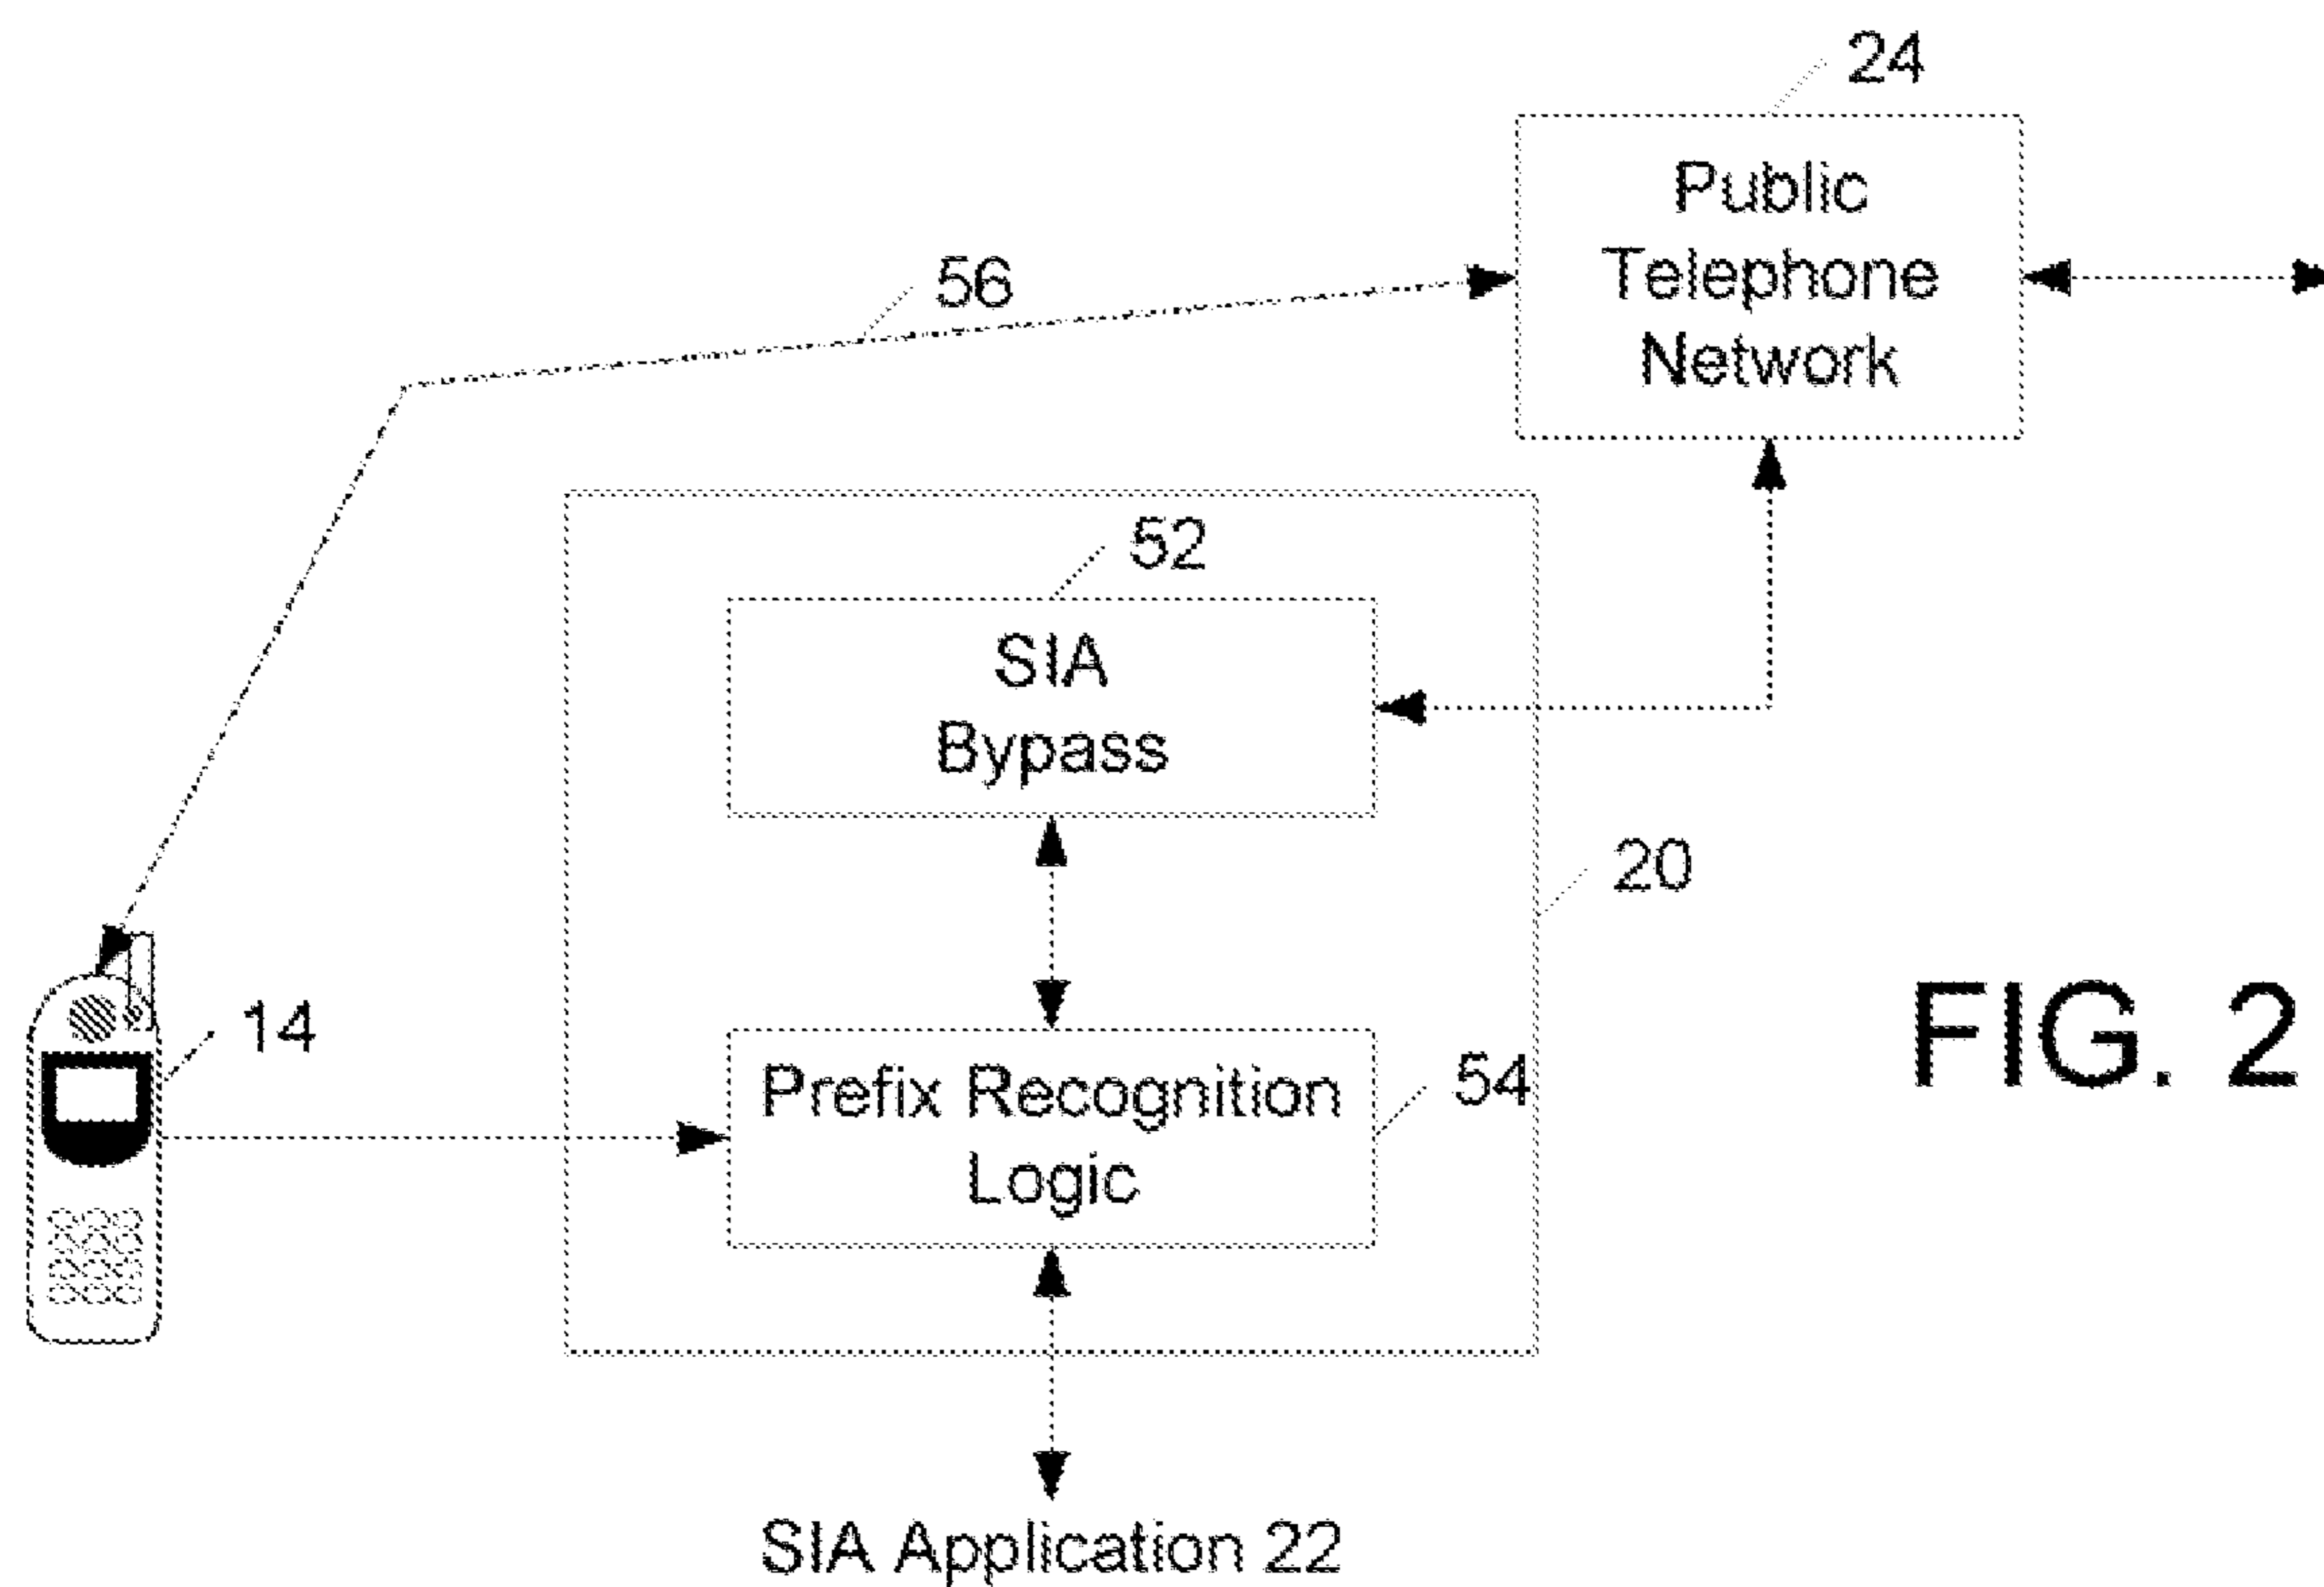 24
Public
Telephone
Network
56
52
SIA
Bypass
20
14
Prefix Recognition
Logic
54
FIG. 2
SIA Application 22